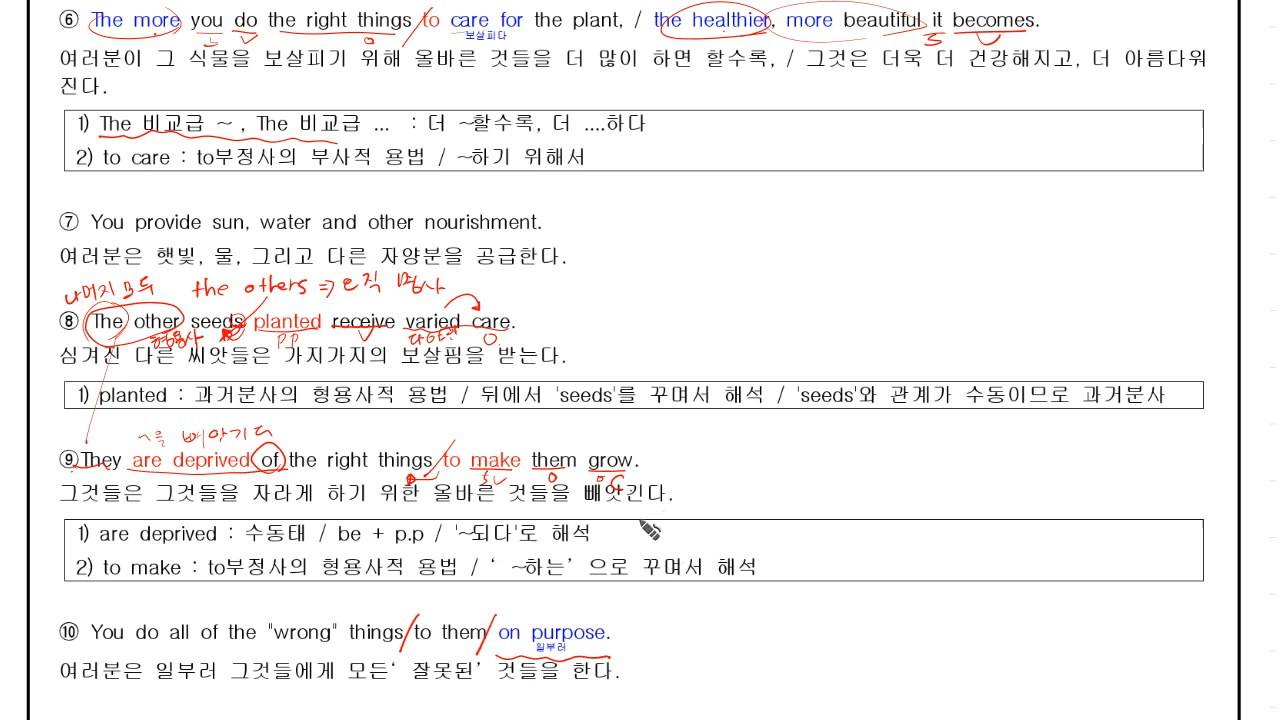 ⑥ The more you do the right things to care for the plant, / the healthier, more beautiful it becomes.
보살피다
여러분이 그 식물을 보살피기 위해 올바른 것들을 더 많이 하면 할수록, / 그것은 더욱 더 건강해지고, 더 아름다워
진다.
1) The 비교급 ~ , The 비교급 ... : 더 ~할수록, 더 ....하다
2) to care : to부정사의 부사적 용법 / ~하기 위해서
⑦ You provide sun, water and other nourishment.
여러분은 햇빛, 물, 그리고 다른 자양분을 공급한다.
나머지 모두 the others ⇒ 오직 명사
⑧ The other seeds planted receive varied care.
형용사 pp V 다양한 O
심겨진 다른 씨앗들은 가지가지의 보살핌을 받는다.
1) planted : 과거분사의 형용사적 용법 / 뒤에서 'seeds'를 꾸며서 해석 / 'seeds'와 관계가 수동이므로 과거분사
~를 빼앗기다
⑨They are deprived of the right things to make them grow.
그것들은 그것들을 자라게 하기 위한 올바른 것들을 빼앗긴다.
1) are deprived : 수동태 / be + p.p / '~되다'로 해석
2) to make : to부정사의 형용사적 용법 / ‘ ~하는’ 으로 꾸며서 해석
⑩ You do all of the "wrong" things to them on purpose.
일부러
여러분은 일부러 그것들에게 모든‘ 잘못된’ 것들을 한다.